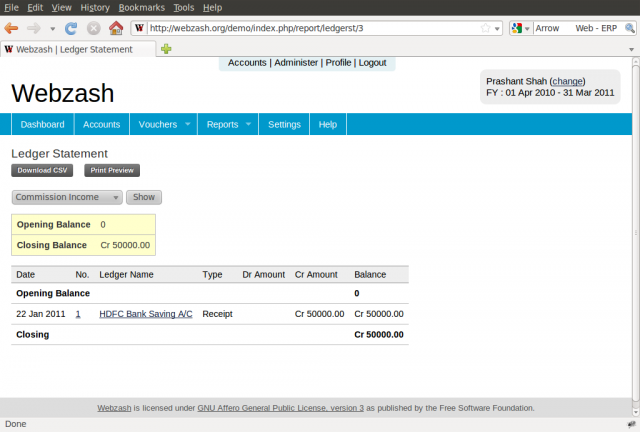 File Edit View History Bookmarks Tools Help
http://webzash.org/demo/index.php/report/ledgerst/3
Arrow Web - ERP
Webzash | Ledger Statement
Accounts | Administer | Profile | Logout
Webzash
Prashant Shah (change)
FY : 01 Apr 2010 - 31 Mar 2011
Dashboard Accounts Vouchers Reports Settings Help
Ledger Statement
Download CSV Print Preview
Commission Income Show
Opening Balance 0
Closing Balance Cr 50000.00
Date No. Ledger Name Type Dr Amount Cr Amount Balance
Opening Balance 0
22 Jan 2011 1 HDFC Bank Saving A/C Receipt Cr 50000.00 Cr 50000.00
Closing Cr 50000.00
Webzash is licensed under GNU Affero General Public License, version 3 as published by the Free Software Foundation.
Done